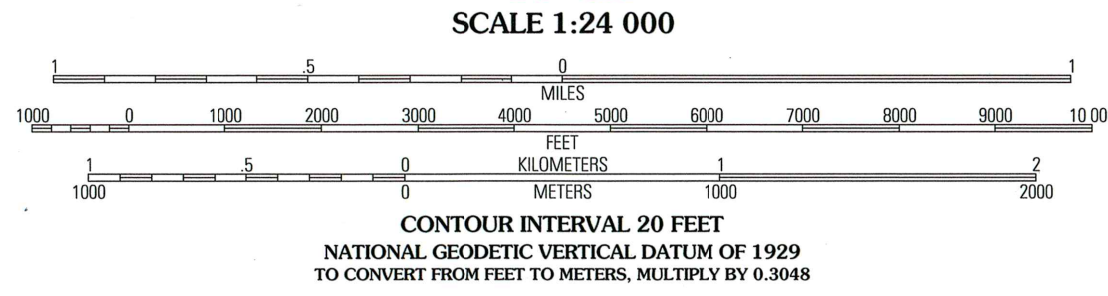 SCALE 1:24 000
1 .5 0 1
MILES
1000 0 1000 2000 3000 4000 5000 6000 7000 8000 9000 10 00
FEET
1 .5 0 KILOMETERS 1 2
1000 0 METERS 1000 2000
CONTOUR INTERVAL 20 FEET
NATIONAL GEODETIC VERTICAL DATUM OF 1929
TO CONVERT FROM FEET TO METERS, MULTIPLY BY 0.3048